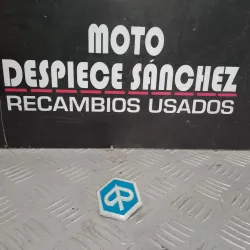 MOTO
DESPIECE SÁNCHEZ
RECAMBIOS USADOS